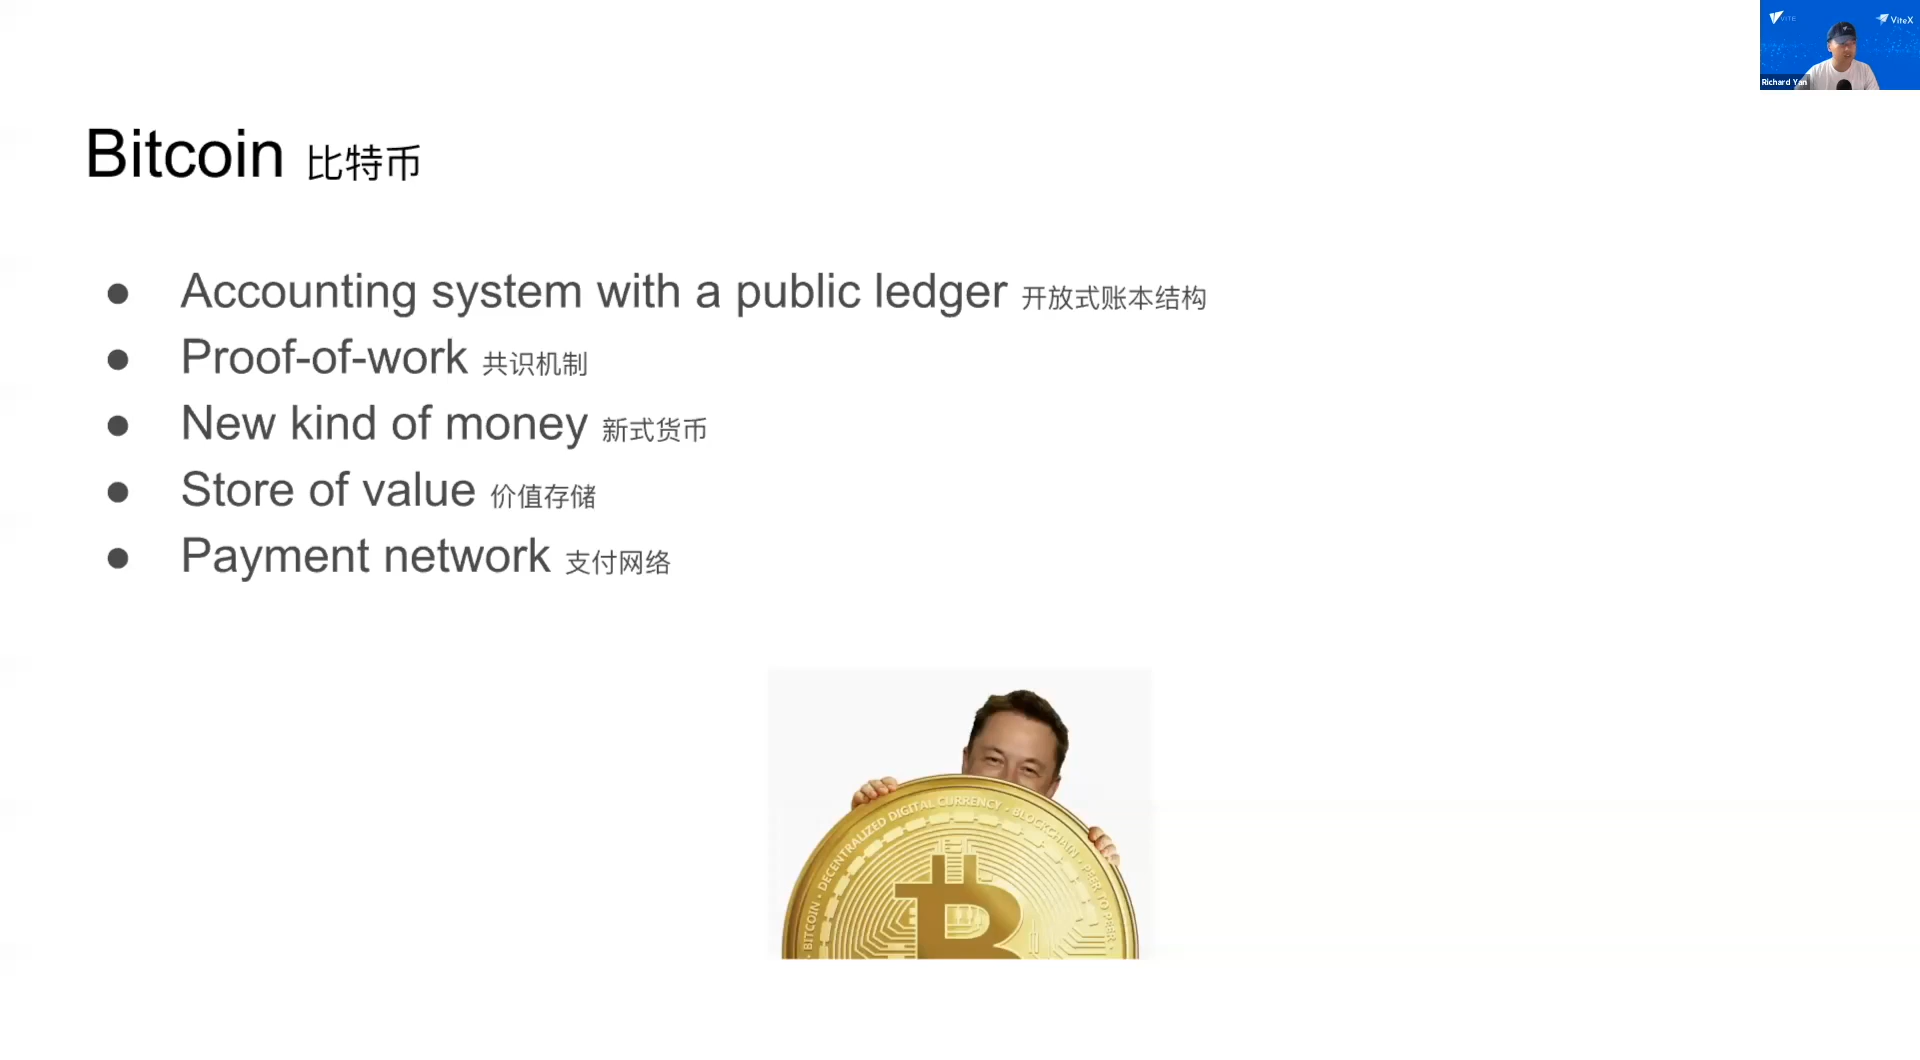 VITE
ViteX
Richard Yan
Bitcoin 比特币
● Accounting system with a public ledger 开放式账本结构
● Proof-of-work 共识机制
● New kind of money 新式货币
● Store of value 价值存储
● Payment network 支付网络
BITCOIN • DECENTRALIZED DIGITAL CURRENCY • BLOCKCHAIN • PEER TO PEER •